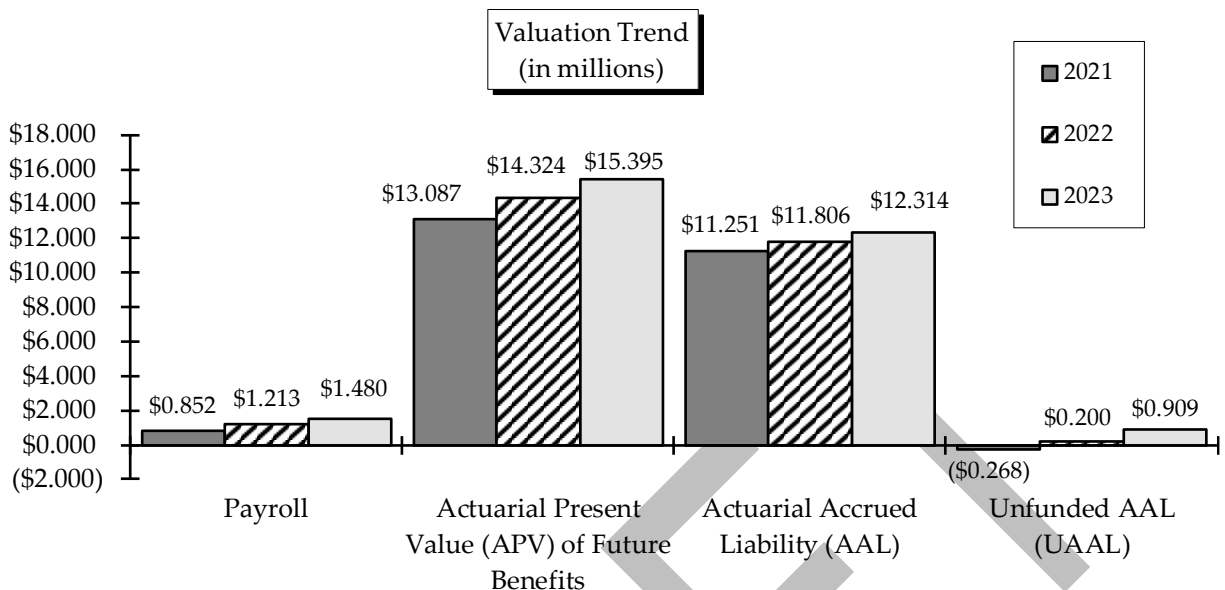 Valuation Trend
(in millions)
2021
2022
2023
$18.000
$16.000
$14.000
$12.000
$10.000
$8.000
$6.000
$4.000
$2.000
$0.000
($2.000)
$0.852
$1.213
$1.480
$13.087
$14.324
$15.395
$11.251
$11.806
$12.314
($0.268)
$0.200
$0.909
Payroll
Actuarial Present
Value (APV) of Future
Benefits
Actuarial Accrued
Liability (AAL)
Unfunded AAL
(UAAL)